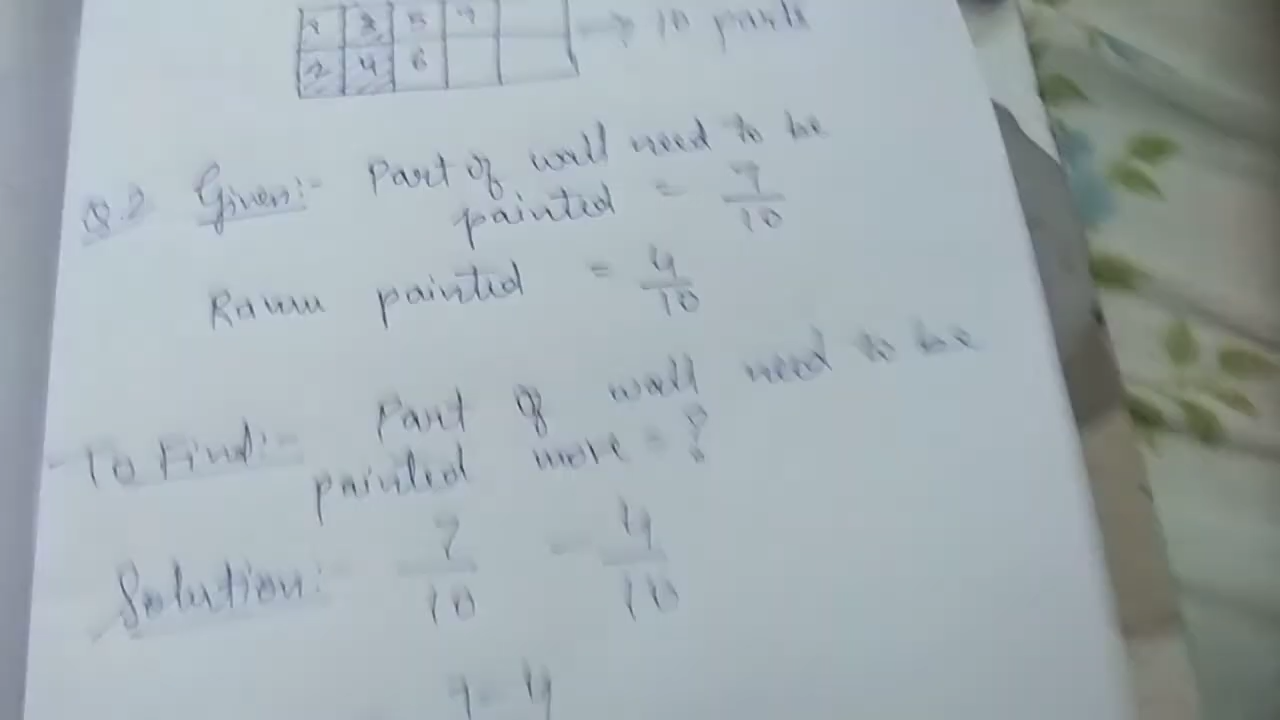 1 3 5 7 → 10 parts
2 4 6
Q.2 Given:- Part of wall need to be
painted = 7/10
Ramu painted = 4/10
To Find:- Part of wall need to be
painted more = ?
Solution:- 7/10 - 4/10
7 - 4